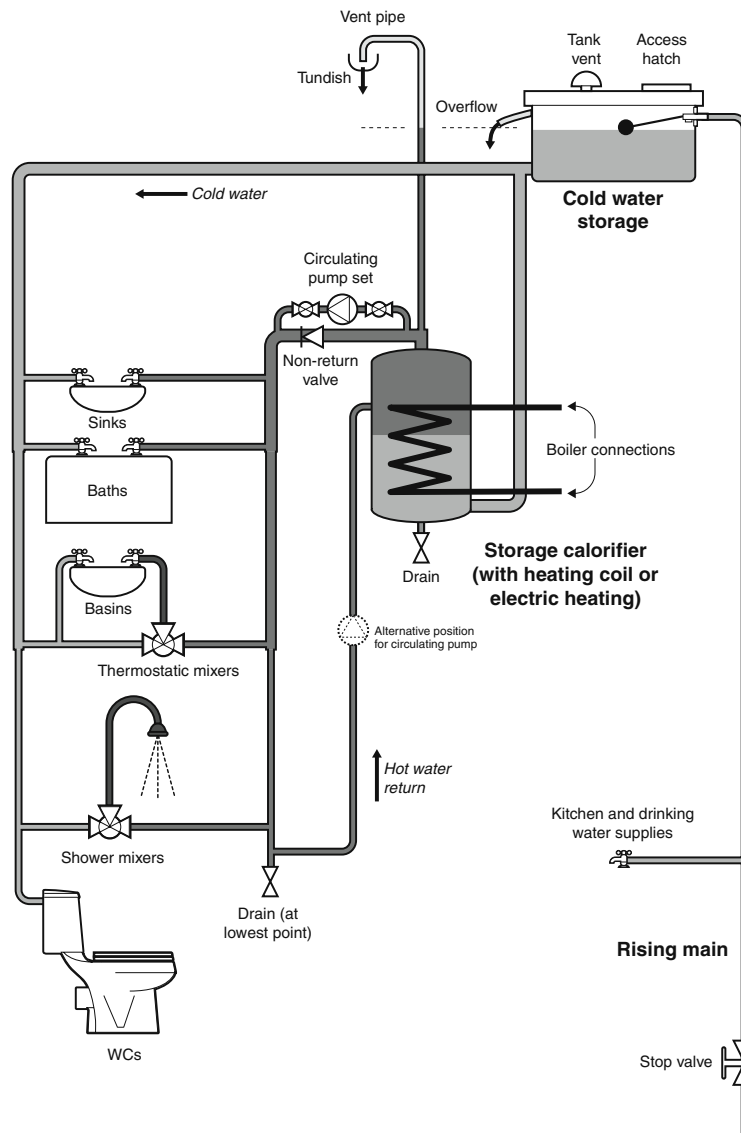 Vent pipe
Tundish
Overflow
Tank
vent
Access
hatch
Cold water
Cold water
storage
Circulating
pump set
Non-return
valve
Sinks
Baths
Boiler connections
Storage calorifier
(with heating coil or
electric heating)
Drain
Basins
Alternative position
for circulating pump
Thermostatic mixers
Hot water
return
Shower mixers
Kitchen and drinking
water supplies
Drain (at
lowest point)
Rising main
WCs
Stop valve